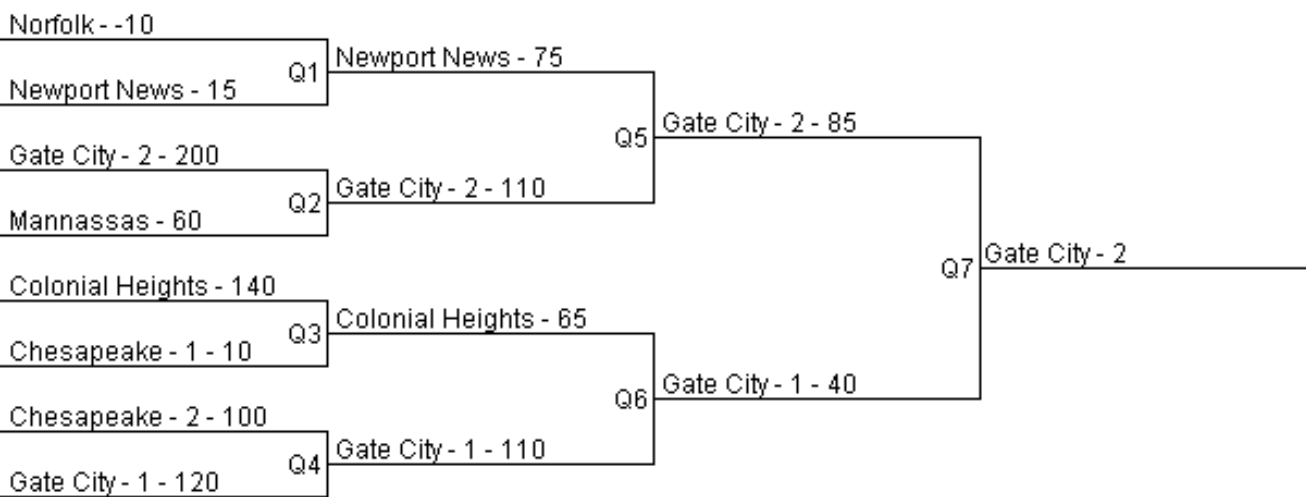 Norfolk - -10
Q1
Newport News - 15
Newport News - 75
Q5
Gate City - 2 - 200
Q2
Mannassas - 60
Gate City - 2 - 110
Gate City - 2 - 85
Q7
Gate City - 2
Colonial Heights - 140
Q3
Chesapeake - 1 - 10
Colonial Heights - 65
Q6
Gate City - 1 - 40
Chesapeake - 2 - 100
Q4
Gate City - 1 - 120
Gate City - 1 - 110